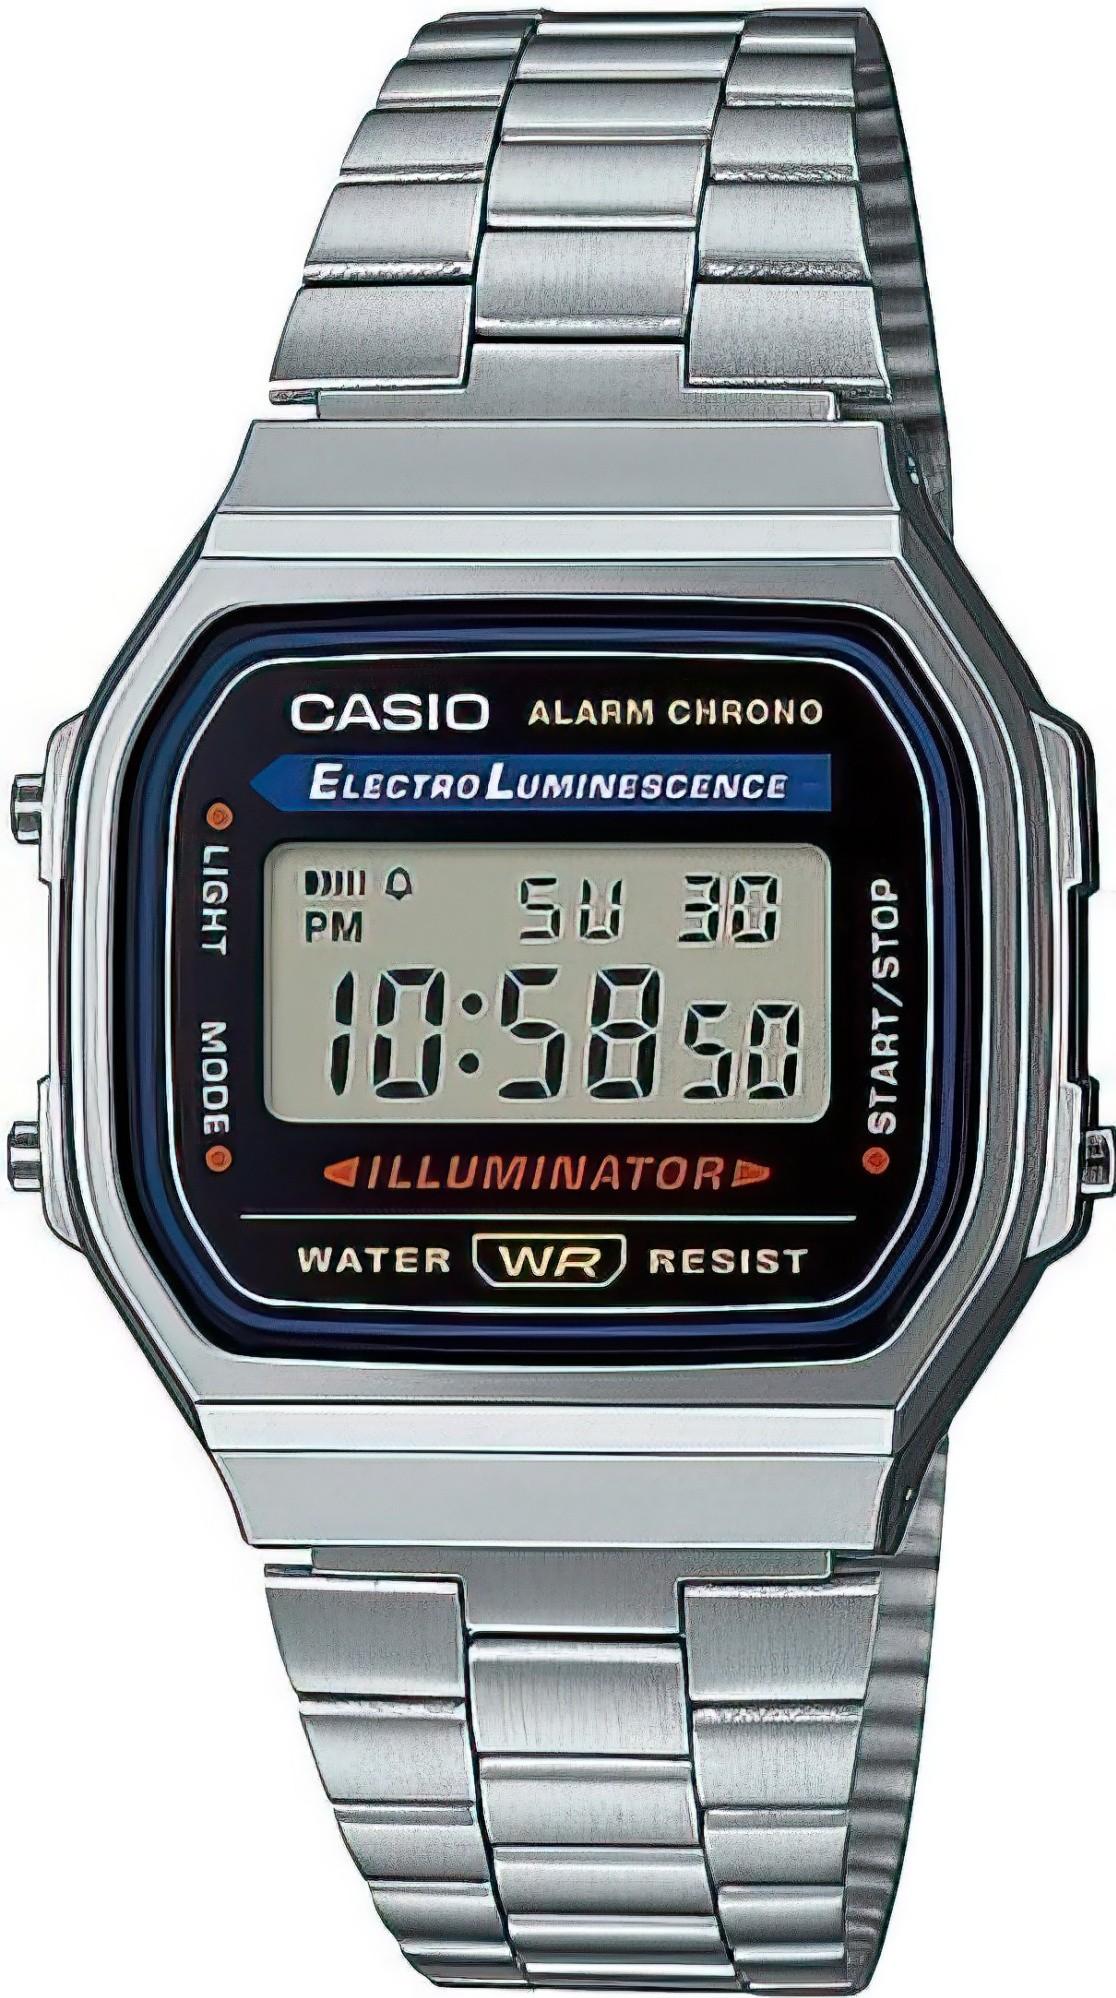 CASIO ALARM CHRONO
ELECTROLUMINESCENCE
LIGHT
PM SU 30
10:58 50
MODE
START/STOP
ILLUMINATOR
WATER WR RESIST